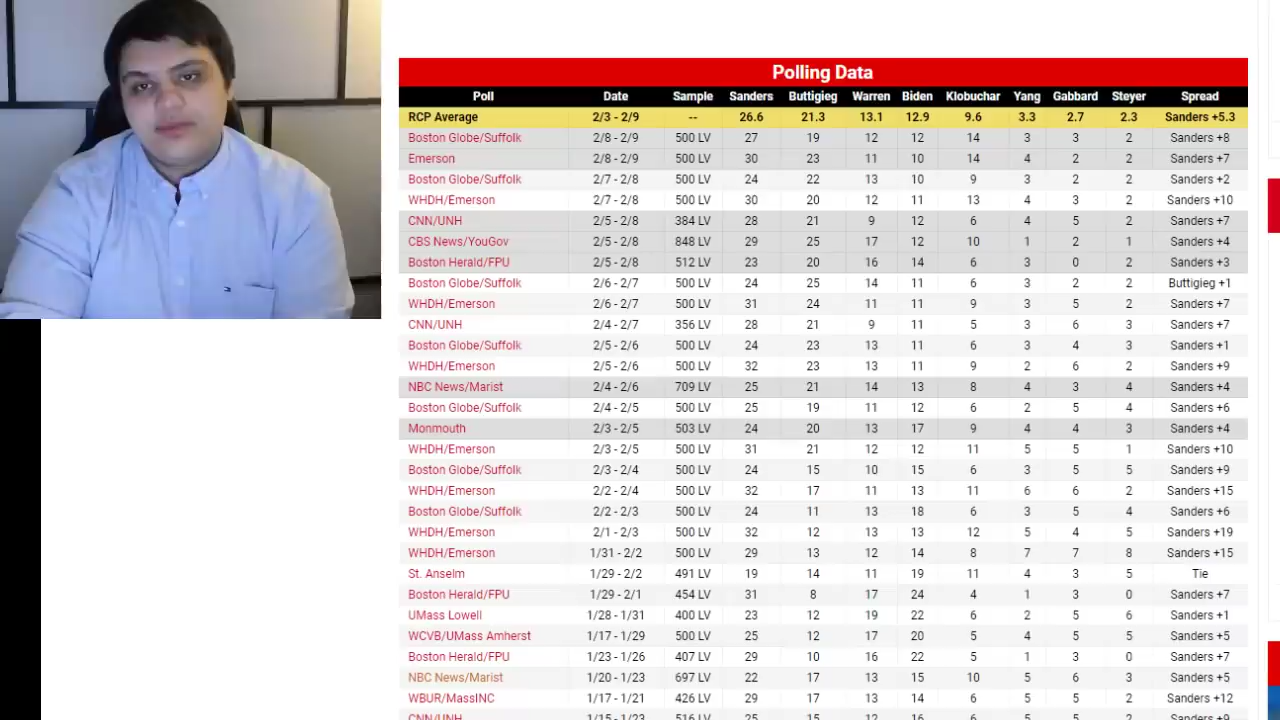 Polling Data
Poll Date Sample Sanders Buttigieg Warren Biden Klobuchar Yang Gabbard Steyer Spread
RCP Average 2/3 - 2/9 -- 26.6 21.3 13.1 12.9 9.6 3.3 2.7 2.3 Sanders +5.3
Boston Globe/Suffolk 2/8 - 2/9 500 LV 27 19 12 12 14 3 3 2 Sanders +8
Emerson 2/8 - 2/9 500 LV 30 23 11 10 14 4 2 2 Sanders +7
Boston Globe/Suffolk 2/7 - 2/8 500 LV 24 22 13 10 9 3 2 2 Sanders +2
WHDH/Emerson 2/7 - 2/8 500 LV 30 20 12 11 13 4 3 2 Sanders +10
CNN/UNH 2/5 - 2/8 384 LV 28 21 9 12 6 4 5 2 Sanders +7
CBS News/YouGov 2/5 - 2/8 848 LV 29 25 17 12 10 1 2 1 Sanders +4
Boston Herald/FPU 2/5 - 2/8 512 LV 23 20 16 14 6 3 0 2 Sanders +3
Boston Globe/Suffolk 2/6 - 2/7 500 LV 24 25 14 11 6 3 2 2 Buttigieg +1
WHDH/Emerson 2/6 - 2/7 500 LV 31 24 11 11 9 3 5 2 Sanders +7
CNN/UNH 2/4 - 2/7 356 LV 28 21 9 11 5 3 6 3 Sanders +7
Boston Globe/Suffolk 2/5 - 2/6 500 LV 24 23 13 11 6 3 4 3 Sanders +1
WHDH/Emerson 2/5 - 2/6 500 LV 32 23 13 11 9 2 6 2 Sanders +9
NBC News/Marist 2/4 - 2/6 709 LV 25 21 14 13 8 4 3 4 Sanders +4
Boston Globe/Suffolk 2/4 - 2/5 500 LV 25 19 11 12 6 2 5 4 Sanders +6
Monmouth 2/3 - 2/5 503 LV 24 20 13 17 9 4 4 3 Sanders +4
WHDH/Emerson 2/3 - 2/5 500 LV 31 21 12 12 11 5 5 1 Sanders +10
Boston Globe/Suffolk 2/3 - 2/4 500 LV 24 15 10 15 6 3 5 5 Sanders +9
WHDH/Emerson 2/2 - 2/4 500 LV 32 17 11 13 11 6 6 2 Sanders +15
Boston Globe/Suffolk 2/2 - 2/3 500 LV 24 11 13 18 6 3 5 4 Sanders +6
WHDH/Emerson 2/1 - 2/3 500 LV 32 12 13 13 12 5 4 5 Sanders +19
WHDH/Emerson 1/31 - 2/2 500 LV 29 13 12 14 8 7 7 8 Sanders +15
St. Anselm 1/29 - 2/2 491 LV 19 14 11 19 11 4 3 5 Tie
Boston Herald/FPU 1/29 - 2/1 454 LV 31 8 17 24 4 1 3 0 Sanders +7
UMass Lowell 1/28 - 1/31 400 LV 23 12 19 22 6 2 5 6 Sanders +1
WCVB/UMass Amherst 1/17 - 1/29 500 LV 25 12 17 20 5 4 5 5 Sanders +5
Boston Herald/FPU 1/23 - 1/26 407 LV 29 10 16 22 5 1 3 0 Sanders +7
NBC News/Marist 1/20 - 1/23 697 LV 22 17 13 15 10 5 6 3 Sanders +5
WBUR/MassINC 1/17 - 1/21 426 LV 29 17 13 14 6 5 5 2 Sanders +12
CNN/UNH 1/15 - 1/23 516 LV 25 15 12 16 6 5 5 2 Sanders +9